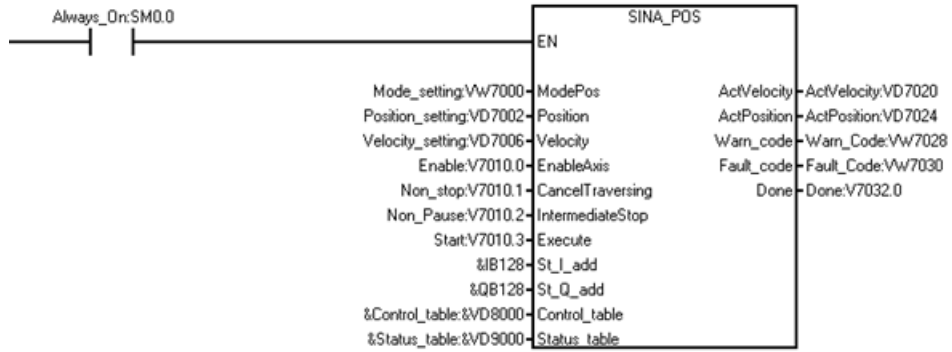 Always_On:SM0.0
SINA_POS
EN
Mode_setting:VW7000 ModePos ActVelocity ActVelocity:VD7020
Position_setting:VD7002 Position ActPosition ActPosition:VD7024
Velocity_setting:VD7006 Velocity Warn_code Warn_Code:VW7028
Enable:V7010.0 EnableAxis Fault_code Fault_Code:VW7030
Non_stop:V7010.1 CancelTraversing Done Done:V7032.0
Non_Pause:V7010.2 IntermediateStop
Start:V7010.3 Execute
&IB128 St_I_add
&QB128 St_Q_add
&Control_table:&VD8000 Control_table
&Status_table:&VD9000 Status_table